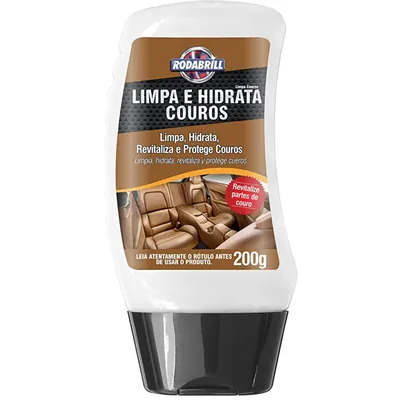 RODABRILL
Limpa Couros
LIMPA E HIDRATA
COUROS
Limpa, Hidrata,
Revitaliza e Protege Couros
Limpia, hidrata, revitaliza y protege cueros.
Revitalize
partes de
couro
LEIA ATENTAMENTE O RÓTULO ANTES
DE USAR O PRODUTO.
200g